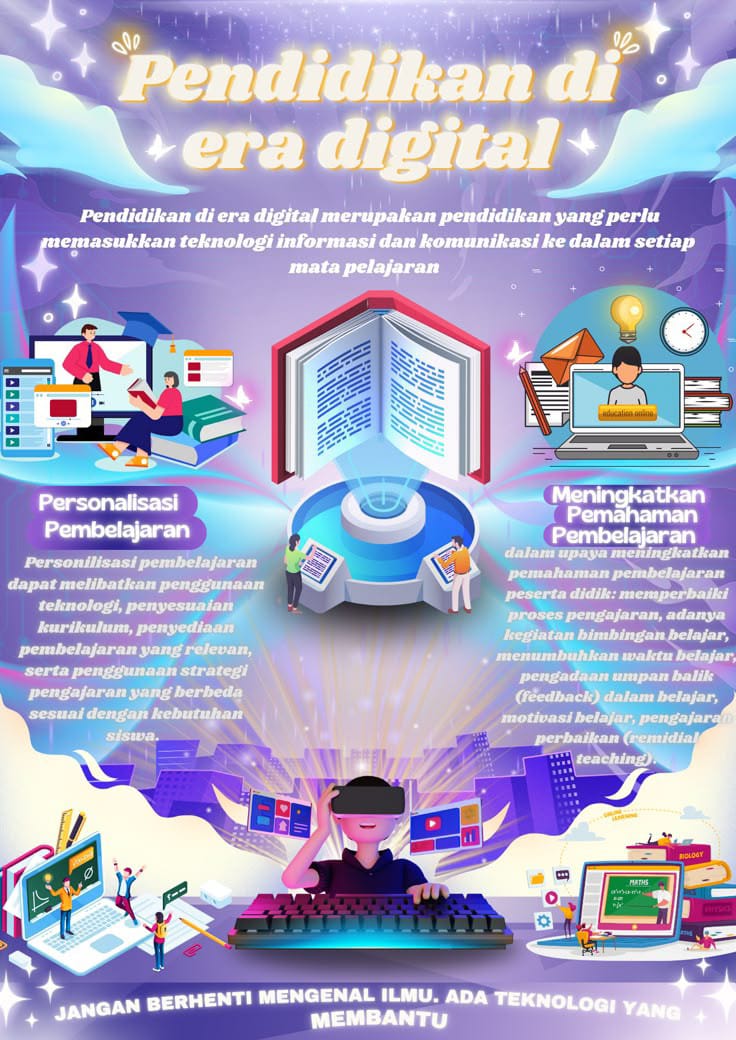 Pendidikan di
era digital
Pendidikan di era digital merupakan pendidikan yang perlu
memasukkan teknologi informasi dan komunikasi ke dalam setiap
mata pelajaran
education online
Personalisasi
Pembelajaran
Personilisasi pembelajaran
dapat melibatkan penggunaan
teknologi, penyesuaian
kurikulum, penyediaan
pembelajaran yang relevan,
serta penggunaan strategi
pengajaran yang berbeda
sesuai dengan kebutuhan
siswa.
Meningkatkan
Pemahaman
Pembelajaran
dalam upaya meningkatkan
pemahaman pembelajaran
peserta didik: memperbaiki
proses pengajaran, adanya
kegiatan bimbingan belajar,
menumbuhkan waktu belajar,
pengadaan umpan balik
(feedback) dalam belajar,
motivasi belajar, pengajaran
perbaikan (remidial
teaching).
ONLINE
LEARNING
BIOLOGY
MATHS
PHYSICS
JANGAN BERHENTI MENGENAL ILMU. ADA TEKNOLOGI YANG
MEMBANTU